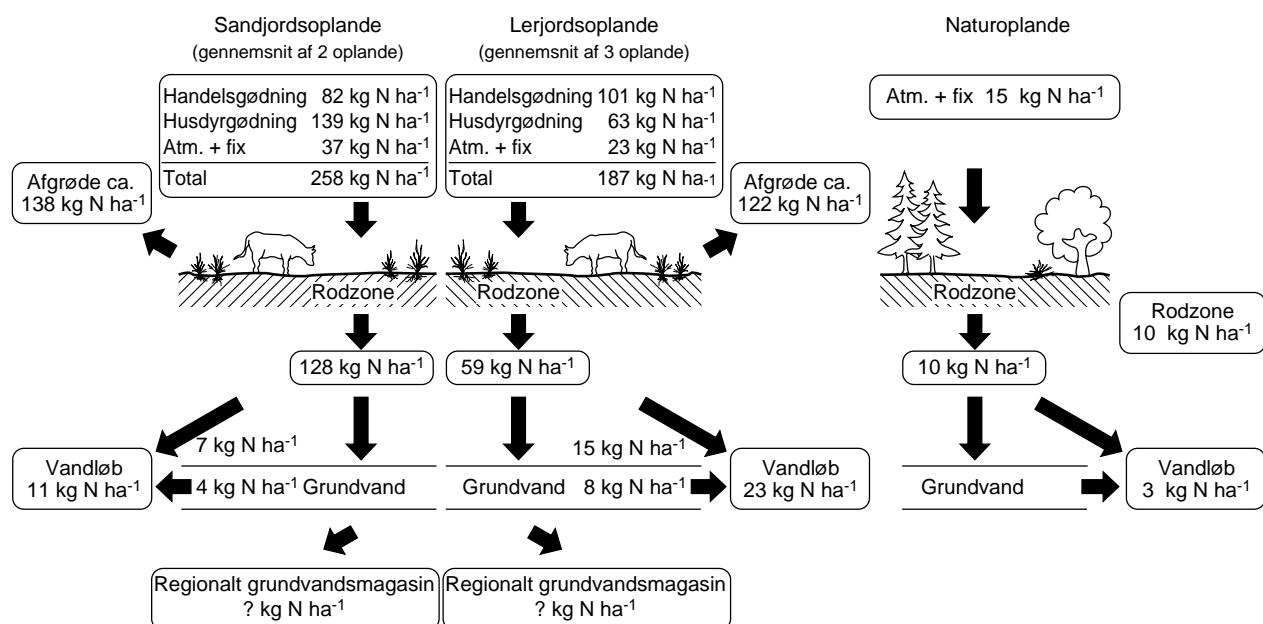 Sandjordsoplande
(gennemsnit af 2 oplande)
Handelsgødning 82 kg N ha⁻¹
Husdyrgødning 139 kg N ha⁻¹
Atm. + fix 37 kg N ha⁻¹
Total 258 kg N ha⁻¹
Afgrøde ca.
138 kg N ha⁻¹
Rodzone
128 kg N ha⁻¹
7 kg N ha⁻¹
Vandløb
11 kg N ha⁻¹
4 kg N ha⁻¹ Grundvand
Regionalt grundvandsmagasin
? kg N ha⁻¹
Lerjordsoplande
(gennemsnit af 3 oplande)
Handelsgødning 101 kg N ha⁻¹
Husdyrgødning 63 kg N ha⁻¹
Atm. + fix 23 kg N ha⁻¹
Total 187 kg N ha-1
Afgrøde ca.
122 kg N ha⁻¹
Rodzone
59 kg N ha⁻¹
15 kg N ha⁻¹
Grundvand 8 kg N ha⁻¹
Vandløb
23 kg N ha⁻¹
Regionalt grundvandsmagasin
? kg N ha⁻¹
Naturoplande
Atm. + fix 15 kg N ha⁻¹
Rodzone
Rodzone
10 kg N ha⁻¹
10 kg N ha⁻¹
Grundvand
Vandløb
3 kg N ha⁻¹